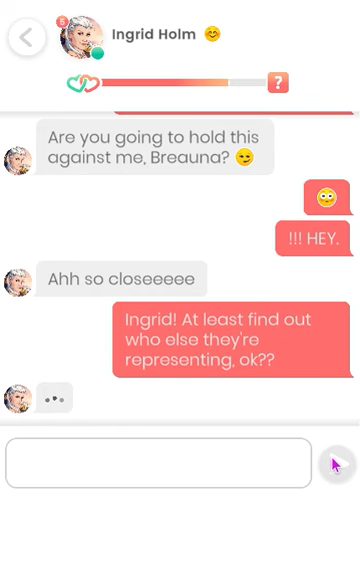 5
Ingrid Holm 😊
?
Are you going to hold this
against me, Breauna? 😏
😳
!!! HEY.
Ahh so closeeeee
Ingrid! At least find out
who else they're
representing, ok??